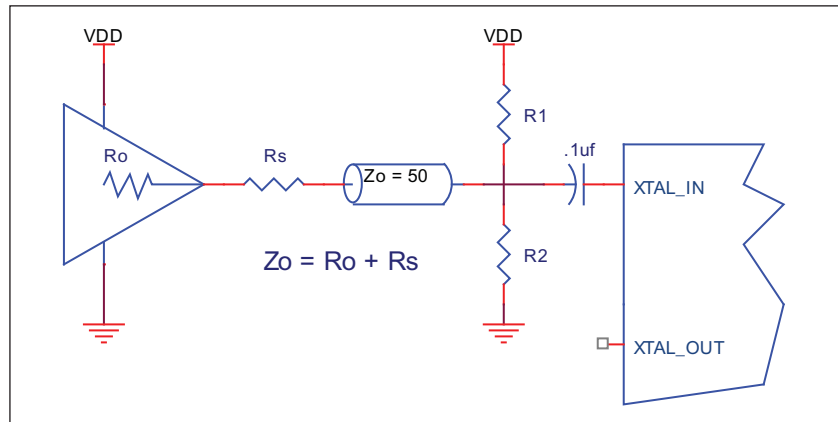 VDD
VDD
R1
Ro
Rs
Zo = 50
.1uf
XTAL_IN
Zo = Ro + Rs
R2
XTAL_OUT